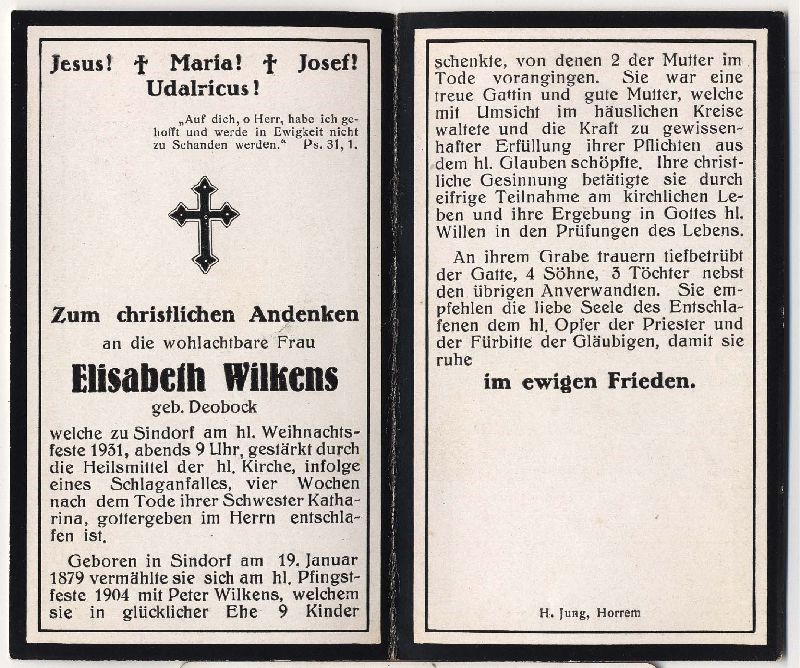 Jesus! ✝ Maria! ✝ Josef!
Udalricus!
„Auf dich, o Herr, habe ich ge-
hofft und werde in Ewigkeit nicht
zu Schanden werden.“ Ps. 31, 1.
Zum christlichen Andenken
an die wohlachtbare Frau
Elisabeth Wilkens
geb. Deobock
welche zu Sindorf am hl. Weihnachts-
feste 1931, abends 9 Uhr, gestärkt durch
die Heilsmittel der hl. Kirche, infolge
eines Schlaganfalles, vier Wochen
nach dem Tode ihrer Schwester Katha-
rina, gottergeben im Herrn entschla-
fen ist.
Geboren in Sindorf am 19. Januar
1879 vermählte sie sich am hl. Pfingst-
feste 1904 mit Peter Wilkens, welchem
sie in glücklicher Ehe 9 Kinder
schenkte, von denen 2 der Mutter im
Tode vorangingen. Sie war eine
treue Gattin und gute Mutter, welche
mit Umsicht im häuslichen Kreise
waltete und die Kraft zu gewissen-
hafter Erfüllung ihrer Pflichten aus
dem hl. Glauben schöpfte. Ihre christ-
liche Gesinnung betätigte sie durch
eifrige Teilnahme am kirchlichen Le-
ben und ihre Ergebung in Gottes hl.
Willen in den Prüfungen des Lebens.
An ihrem Grabe trauern tiefbetrübt
der Gatte, 4 Söhne, 3 Töchter nebst
den übrigen Anverwandten. Sie em-
pfehlen die liebe Seele des Entschla-
fenen dem hl. Opfer der Priester und
der Fürbitte der Gläubigen, damit sie
ruhe
im ewigen Frieden.
H. Jung, Horrem